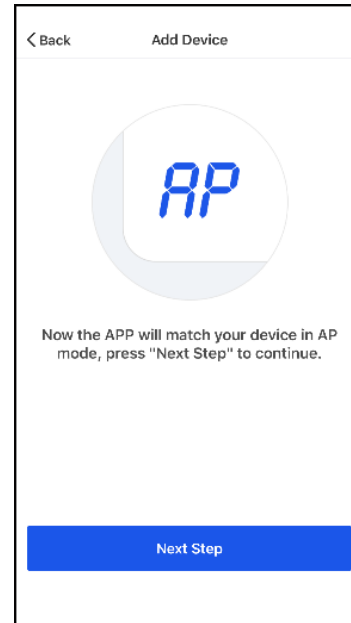 Back
Add Device
AP
Now the APP will match your device in AP
mode, press "Next Step" to continue.
Next Step